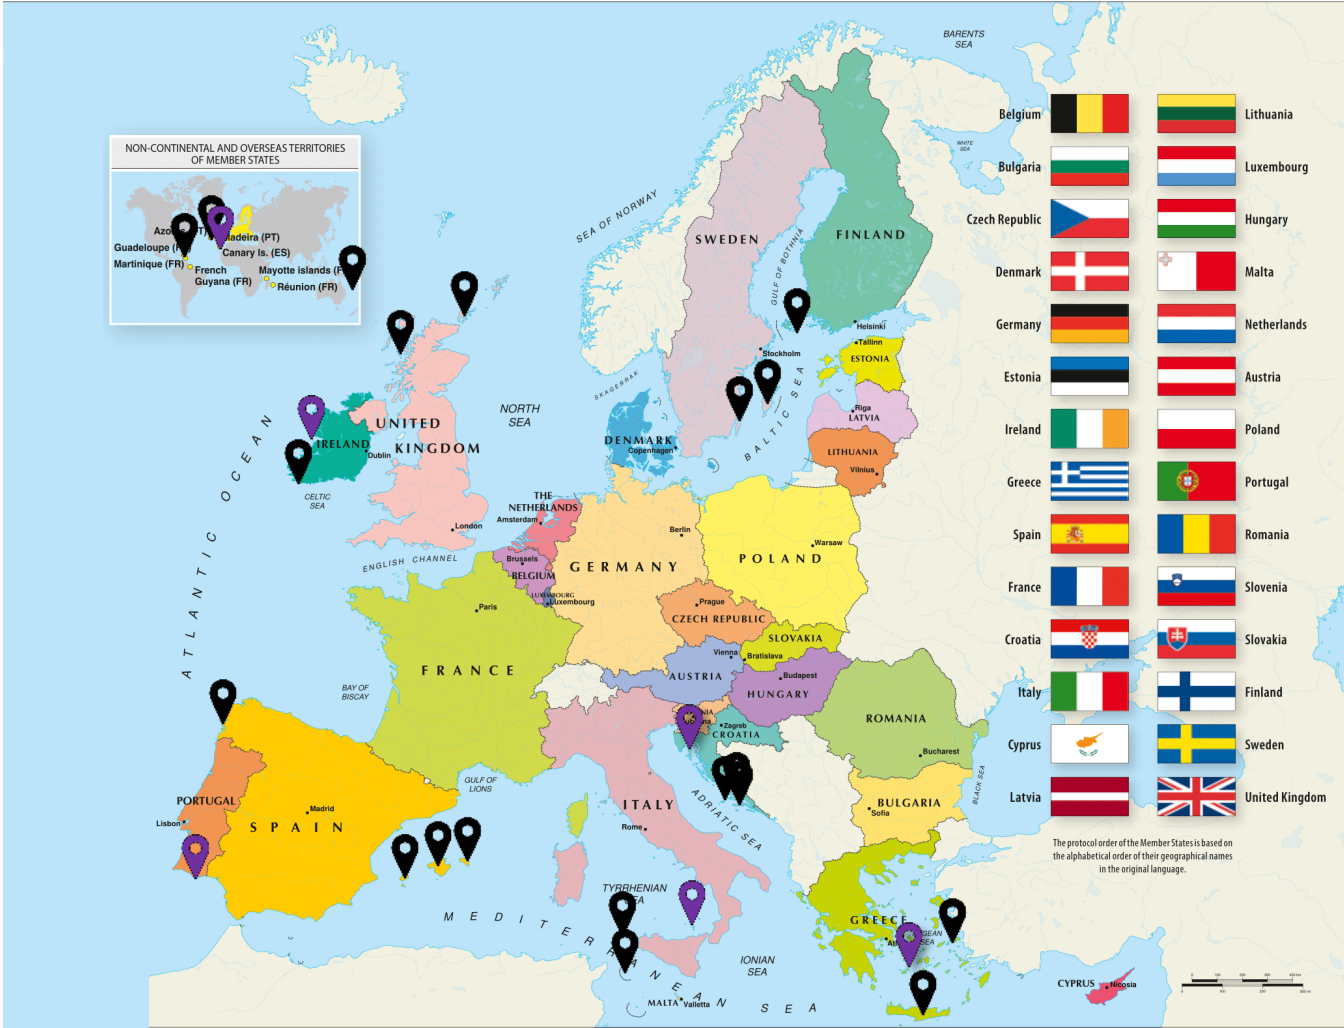 BARENTS
SEA
WHITE
SEA
NON-CONTINENTAL AND OVERSEAS TERRITORIES
OF MEMBER STATES
Madeira (PT)
Guadeloupe
Canary Is. (ES)
Martinique (FR)
French
Guyana (FR)
Mayotte islands
Réunion (FR)
SEA OF NORWAY
SWEDEN
FINLAND
GULF OF BOTHNIA
Helsinki
Tallinn
ESTONIA
Stockholm
SKAGERRAK
BALTIC SEA
Riga
LATVIA
LITHUANIA
Vilnius
NORTH
SEA
DENMARK
Copenhagen
UNITED
KINGDOM
IRELAND
Dublin
CELTIC
SEA
London
ENGLISH CHANNEL
ATLANTIC OCEAN
THE
NETHERLANDS
Amsterdam
Brussels
BELGIUM
LUXEMBOURG
Luxembourg
Berlin
GERMANY
Warsaw
POLAND
Prague
CZECH REPUBLIC
SLOVAKIA
Vienna
Bratislava
AUSTRIA
Budapest
HUNGARY
Paris
FRANCE
BAY OF
BISCAY
Zagreb
CROATIA
ROMANIA
Bucharest
BLACK SEA
BULGARIA
Sofia
GULF OF
LIONS
ADRIATIC SEA
ITALY
Rome
PORTUGAL
Lisbon
Madrid
SPAIN
TYRRHENIAN
SEA
MEDITERRANEAN SEA
IONIAN
SEA
MALTA
Valletta
GREECE
SEA
CYPRUS
Nicosia
Belgium
Lithuania
Bulgaria
Luxembourg
Czech Republic
Hungary
Denmark
Malta
Germany
Netherlands
Estonia
Austria
Ireland
Poland
Greece
Portugal
Spain
Romania
France
Slovenia
Croatia
Slovakia
Italy
Finland
Cyprus
Sweden
Latvia
United Kingdom
The protocol order of the Member States is based on
the alphabetical order of their geographical names
in the original language.